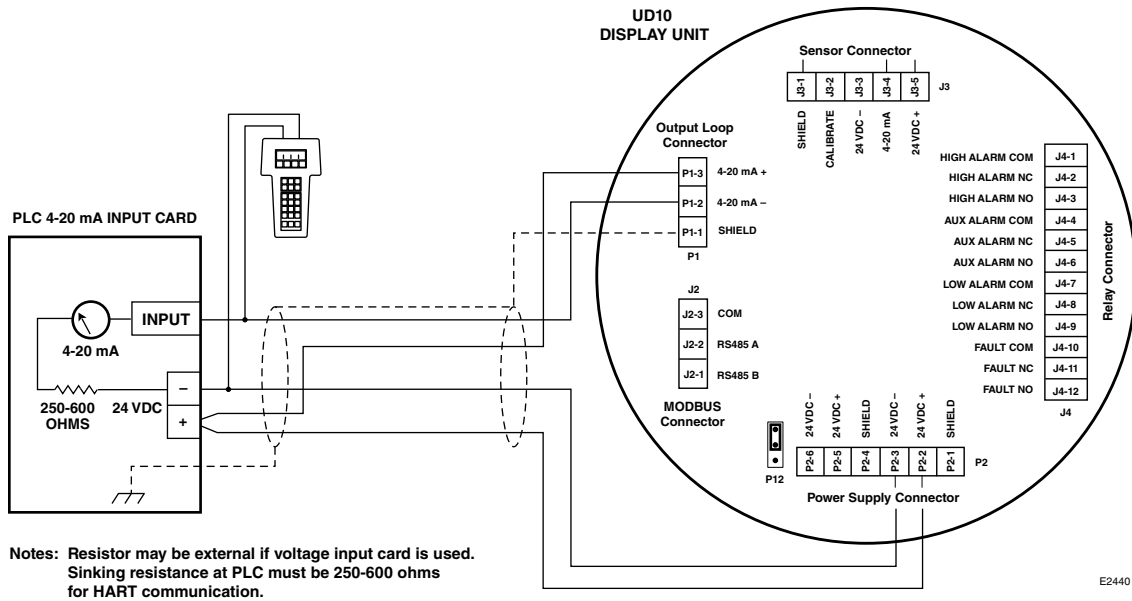 UD10
DISPLAY UNIT
Sensor Connector
J3-1
J3-2
J3-3
J3-4
J3-5
J3
SHIELD
CALIBRATE
24 VDC –
4-20 mA
24 VDC +
Output Loop
Connector
P1-3 4-20 mA +
P1-2 4-20 mA –
P1-1 SHIELD
P1
J2
J2-3 COM
J2-2 RS485 A
J2-1 RS485 B
MODBUS
Connector
HIGH ALARM COM J4-1
HIGH ALARM NC J4-2
HIGH ALARM NO J4-3
AUX ALARM COM J4-4
AUX ALARM NC J4-5
AUX ALARM NO J4-6
LOW ALARM COM J4-7
LOW ALARM NC J4-8
LOW ALARM NO J4-9
FAULT COM J4-10
FAULT NC J4-11
FAULT NO J4-12
J4
Relay Connector
PLC 4-20 mA INPUT CARD
INPUT
4-20 mA
250-600
OHMS
24 VDC
–
+
P12
24 VDC –
24 VDC +
SHIELD
24 VDC –
24 VDC +
SHIELD
P2-6
P2-5
P2-4
P2-3
P2-2
P2-1
P2
Power Supply Connector
Notes: Resistor may be external if voltage input card is used.
Sinking resistance at PLC must be 250-600 ohms
for HART communication.
E2440